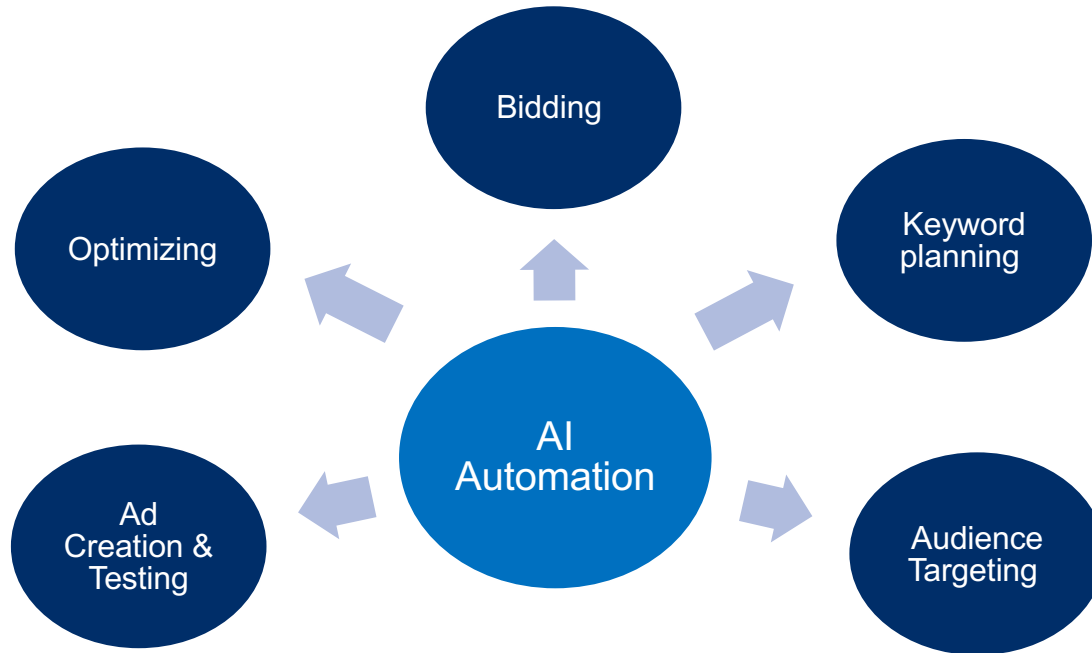 Bidding
Optimizing
Keyword
planning
AI
Automation
Ad
Creation &
Testing
Audience
Targeting